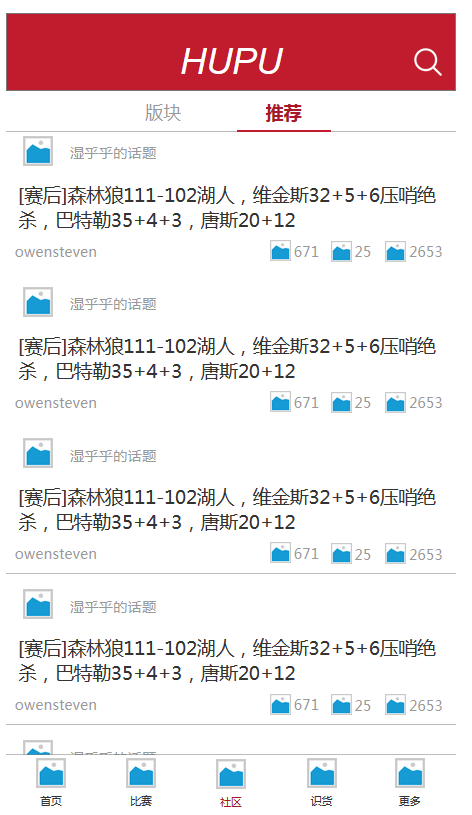 HUPU
版块 推荐
湿乎乎的话题
[赛后]森林狼111-102湖人，维金斯32+5+6压哨绝
杀，巴特勒35+4+3，唐斯20+12
owensteven 671 25 2653
湿乎乎的话题
[赛后]森林狼111-102湖人，维金斯32+5+6压哨绝
杀，巴特勒35+4+3，唐斯20+12
owensteven 671 25 2653
湿乎乎的话题
[赛后]森林狼111-102湖人，维金斯32+5+6压哨绝
杀，巴特勒35+4+3，唐斯20+12
owensteven 671 25 2653
湿乎乎的话题
[赛后]森林狼111-102湖人，维金斯32+5+6压哨绝
杀，巴特勒35+4+3，唐斯20+12
owensteven 671 25 2653
湿乎乎的话题
首页 比赛 社区 识货 更多